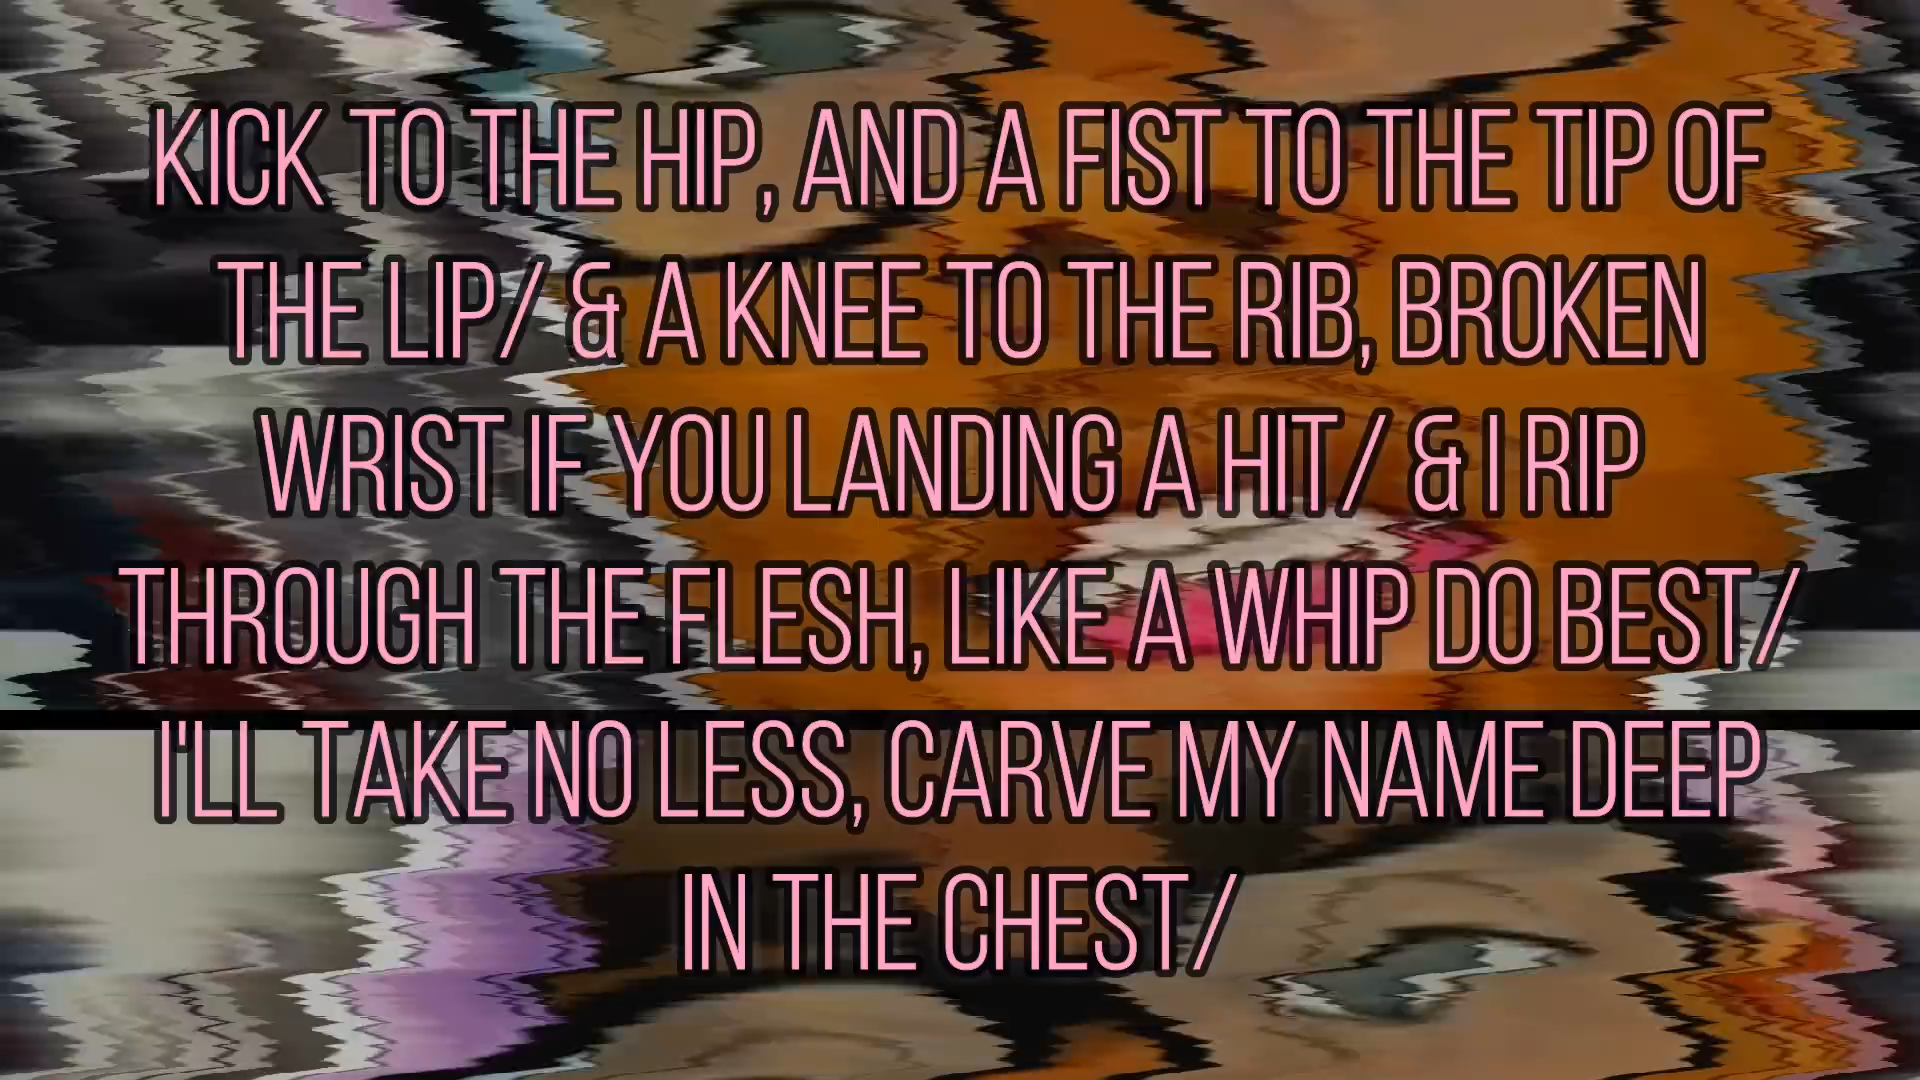 KICK TO THE HIP, AND A FIST TO THE TIP OF
THE LIP/ & A KNEE TO THE RIB, BROKEN
WRIST IF YOU LANDING A HIT/ & I RIP
THROUGH THE FLESH, LIKE A WHIP DO BEST/
I'LL TAKE NO LESS, CARVE MY NAME DEEP
IN THE CHEST/